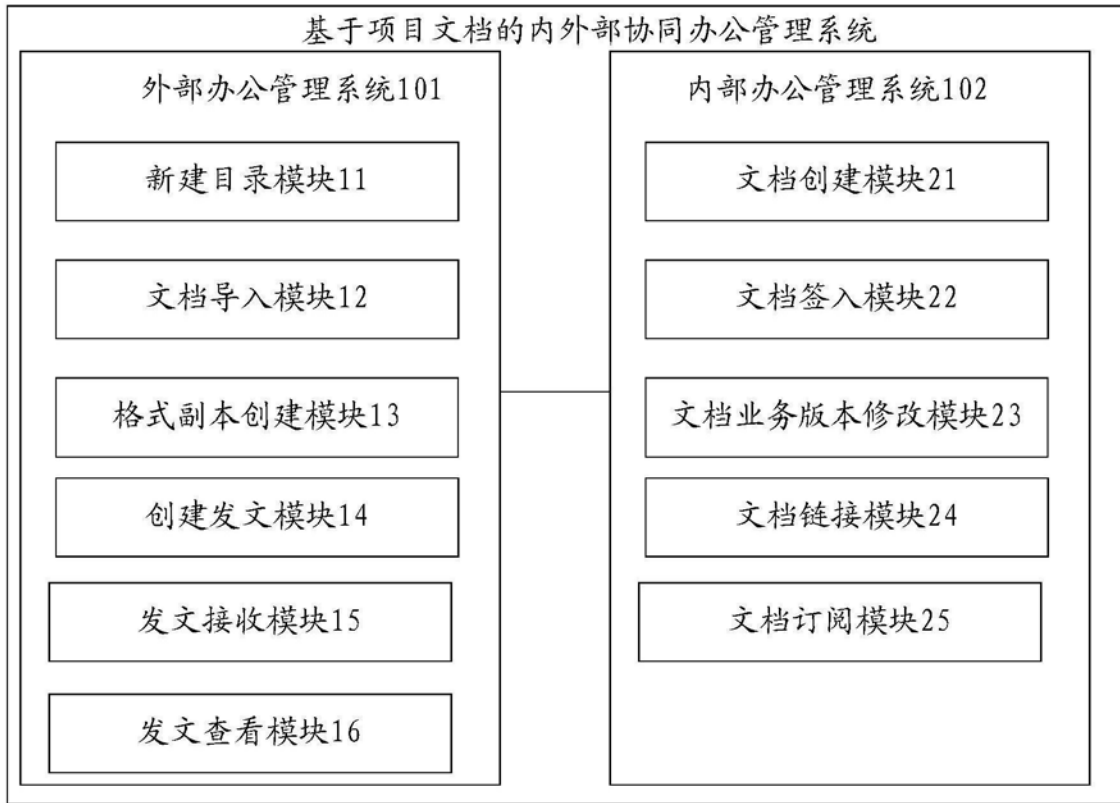 基于项目文档的内外部协同办公管理系统
外部办公管理系统101
新建目录模块11
文档导入模块12
格式副本创建模块13
创建发文模块14
发文接收模块15
发文查看模块16
内部办公管理系统102
文档创建模块21
文档签入模块22
文档业务版本修改模块23
文档链接模块24
文档订阅模块25